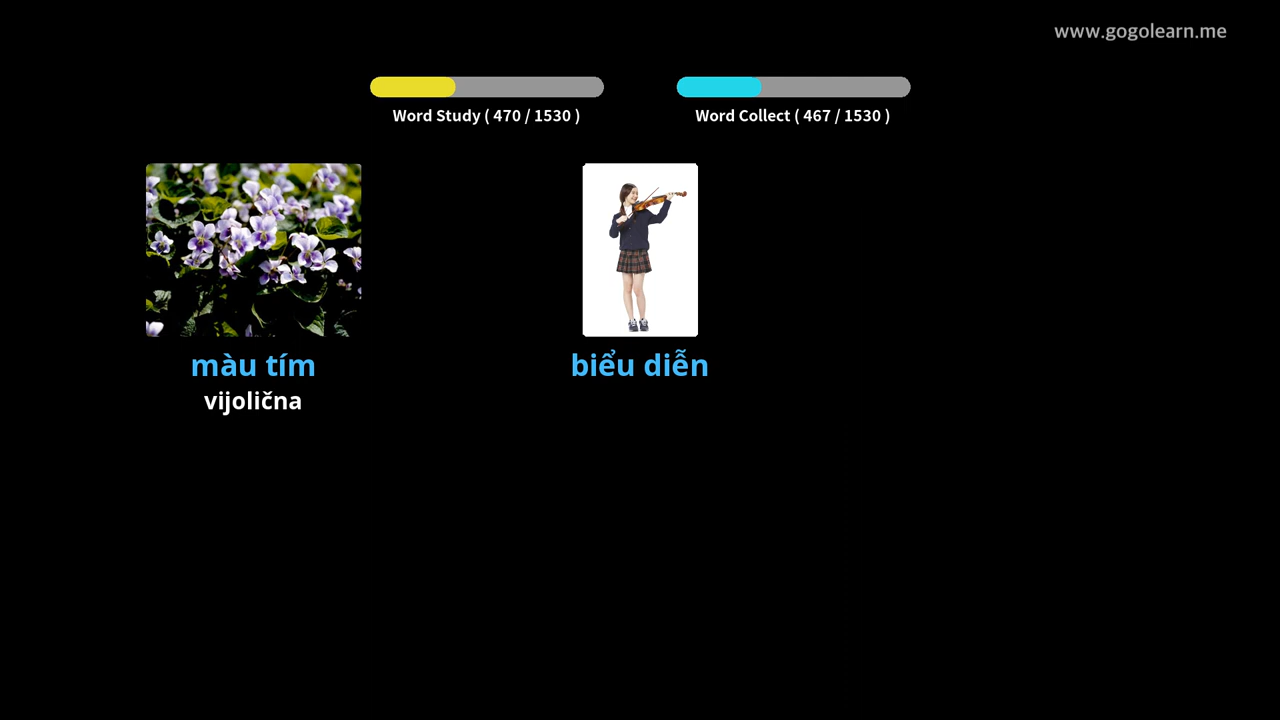 www.gogolearn.me
Word Study ( 470 / 1530 )
Word Collect ( 467 / 1530 )
màu tím
vijolična
biểu diễn